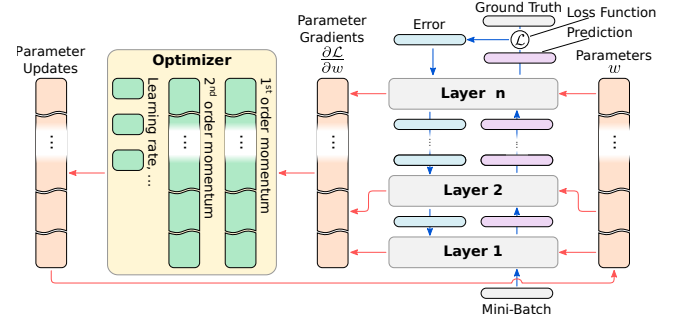 Ground Truth
Loss Function
Error
ℒ
Prediction
Parameter
Updates
Optimizer
Learning rate, ...
2nd order momentum
1st order momentum
Parameter
Gradients
∂ℒ
∂w
Parameters
w
Layer n
...
...
...
...
...
...
Layer 2
Layer 1
Mini-Batch